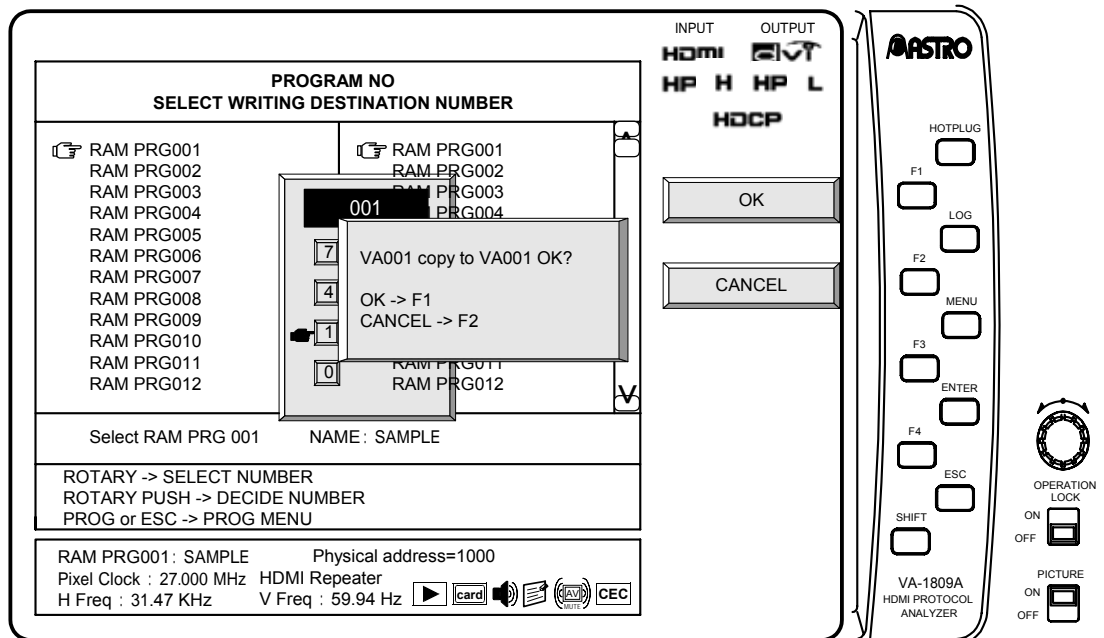 PROGRAM NO
SELECT WRITING DESTINATION NUMBER
RAM PRG001
RAM PRG002
RAM PRG003
RAM PRG004
RAM PRG005
RAM PRG006
RAM PRG007
RAM PRG008
RAM PRG009
RAM PRG010
RAM PRG011
RAM PRG012
RAM PRG001
RAM PRG002
RAM PRG003
PRG004
RAM PRG011
RAM PRG012
001
7
4
1
0
VA001 copy to VA001 OK?
OK -> F1
CANCEL -> F2
Select RAM PRG 001 NAME: SAMPLE
ROTARY -> SELECT NUMBER
ROTARY PUSH -> DECIDE NUMBER
PROG or ESC -> PROG MENU
RAM PRG001: SAMPLE Physical address=1000
Pixel Clock : 27.000 MHz HDMI Repeater
H Freq : 31.47 KHz V Freq : 59.94 Hz
card
AV
MUTE
CEC
INPUT OUTPUT
HDMI DVI
HP H HP L
HDCP
OK
CANCEL
ASTRO
HOTPLUG
F1
LOG
F2
MENU
F3
ENTER
F4
ESC
SHIFT
VA-1809A
HDMI PROTOCOL
ANALYZER
OPERATION
LOCK
ON
OFF
PICTURE
ON
OFF